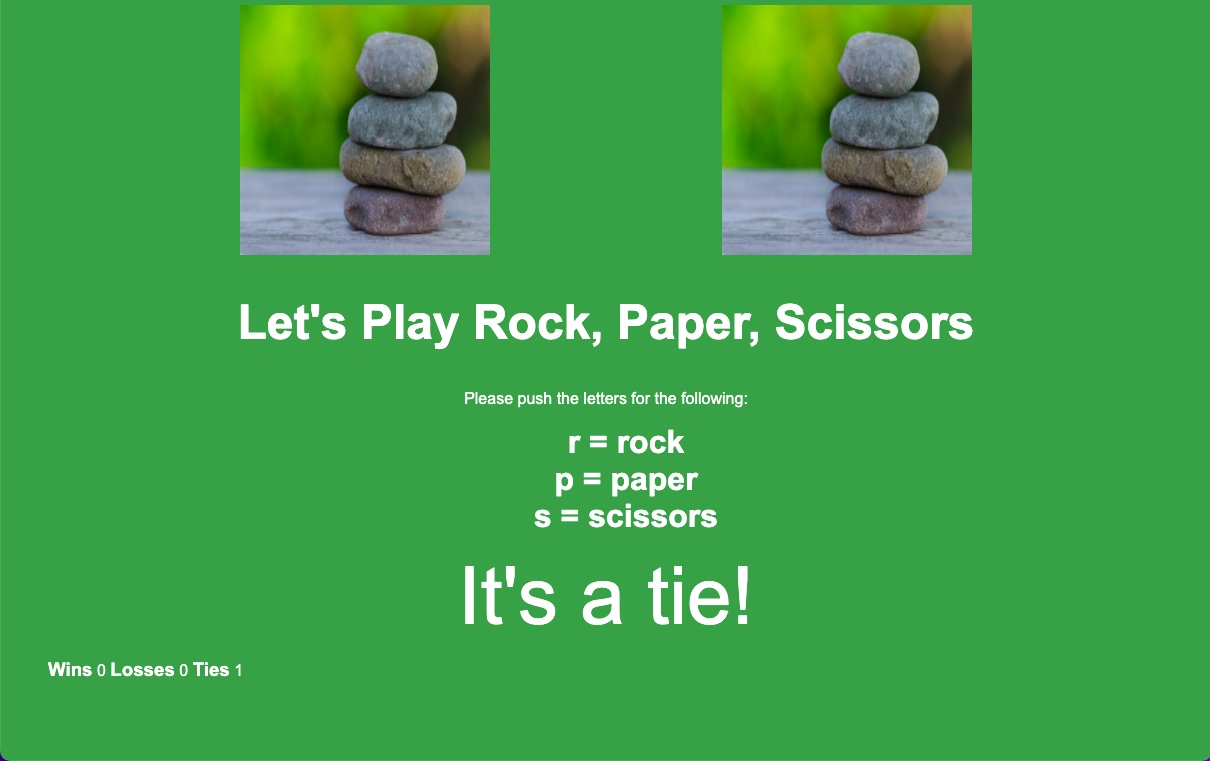 Let's Play Rock, Paper, Scissors
Please push the letters for the following:
r = rock
p = paper
s = scissors
It's a tie!
Wins 0 Losses 0 Ties 1